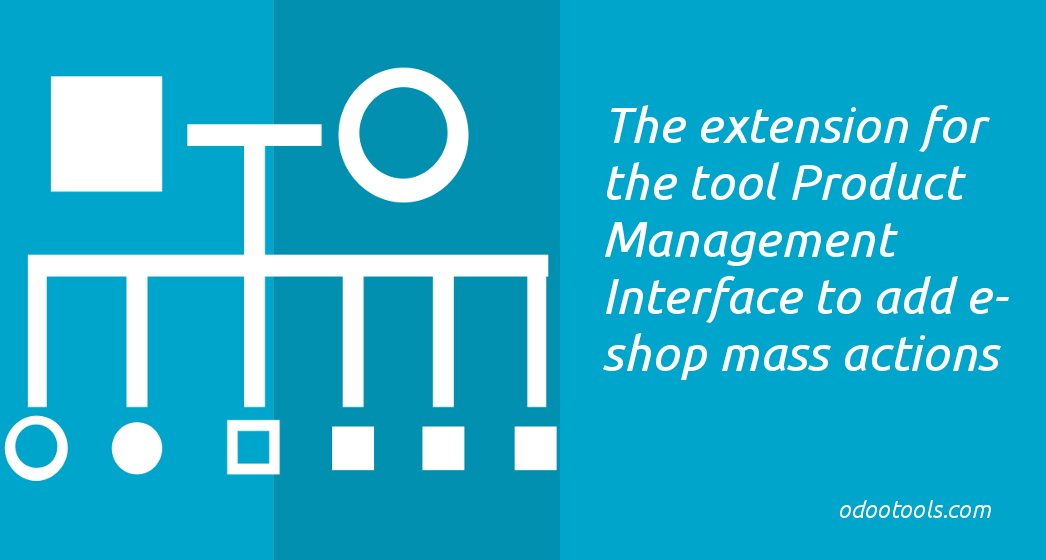 The extension for
the tool Product
Management
Interface to add e-
shop mass actions
odootools.com